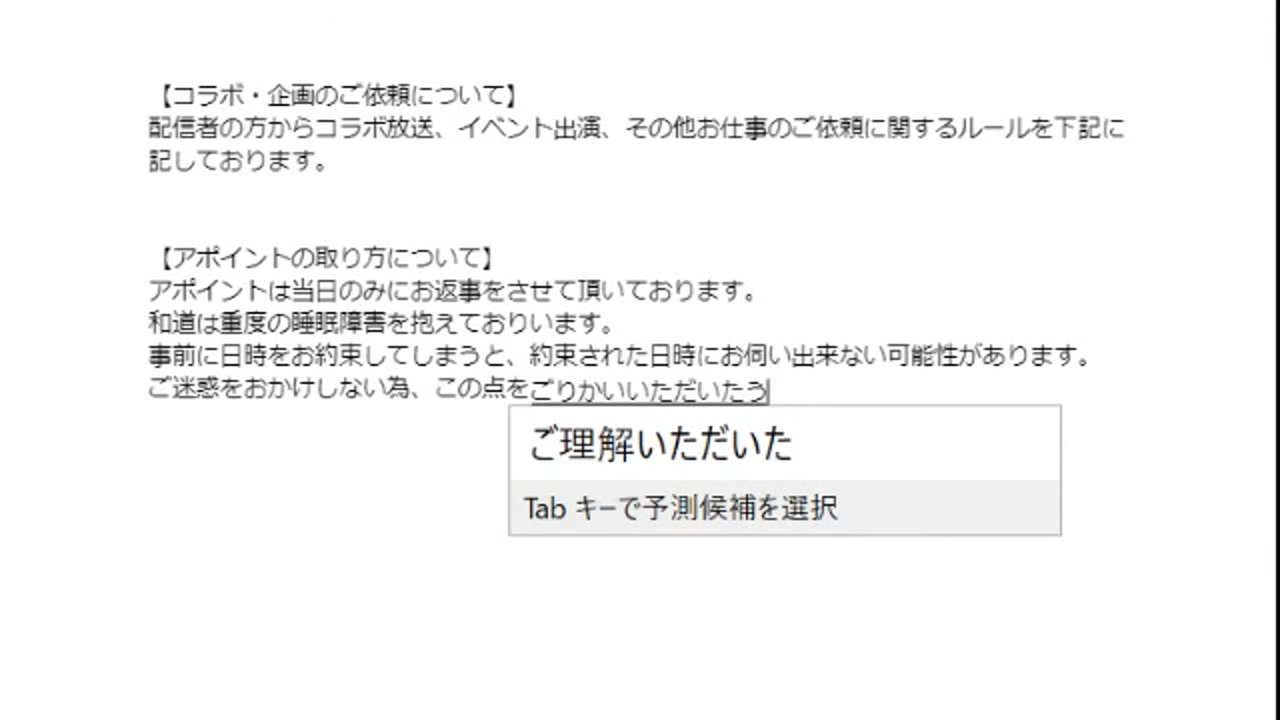 【コラボ・企画のご依頼について】
配信者の方からコラボ放送、イベント出演、その他お仕事のご依頼に関するルールを下記に
記しております。
【アポイントの取り方について】
アポイントは当日のみにお返事をさせて頂いております。
和道は重度の睡眠障害を抱えておりいます。
事前に日時をお約束してしまうと、約束された日時にお伺い出来ない可能性があります。
ご迷惑をおかけしない為、この点をごりかいいただいたう
ご理解いただいた
Tab キーで予測候補を選択